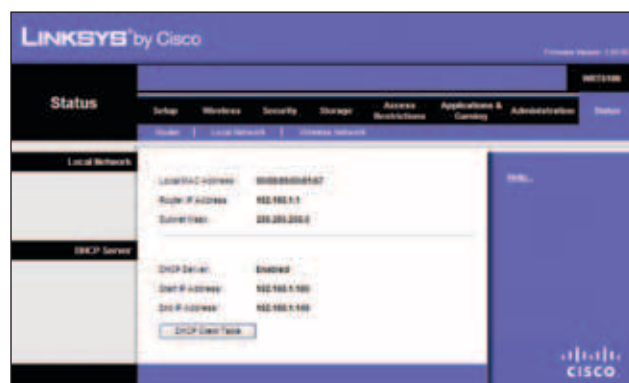 LINKSYS® by Cisco
Firmware Version:
Status
Setup Wireless Security Storage Access Restrictions Applications & Gaming Administration Status
Router | Local Network | Wireless Network
Local Network
Local MAC Address:
Router IP Address: 192.168.1.1
Subnet Mask: 255.255.255.0
Help...
DHCP Server
DHCP Server: Enabled
Start IP Address: 192.168.1.100
End IP Address: 192.168.1.149
DHCP Client Table
CISCO